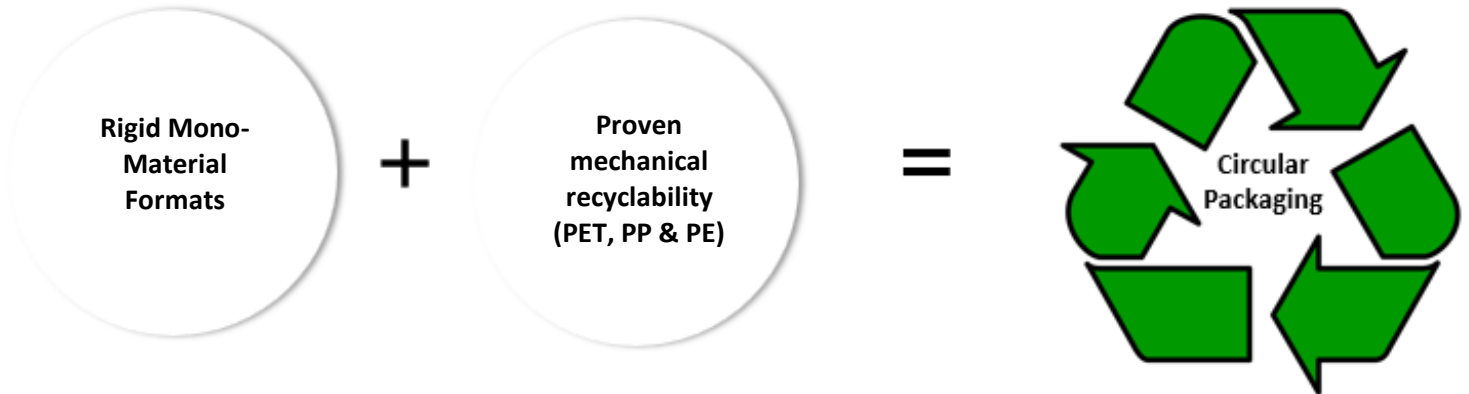 Rigid Mono-
Material
Formats
+
Proven
mechanical
recyclability
(PET, PP & PE)
=
Circular
Packaging